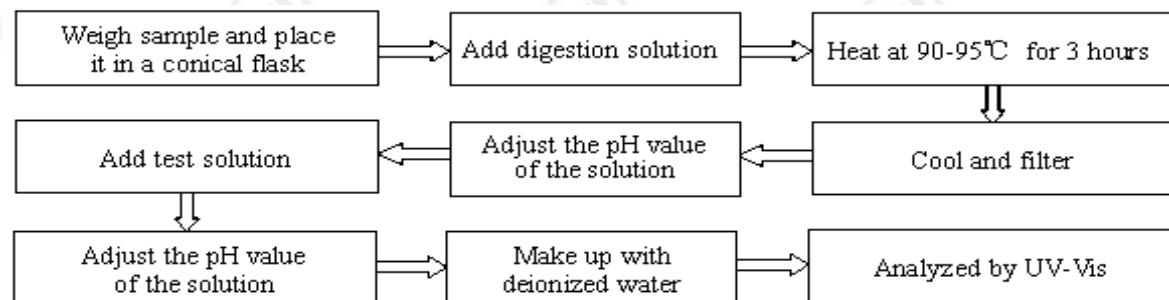 Weigh sample and place
it in a conical flask
Add digestion solution
Heat at 90-95℃ for 3 hours
Cool and filter
Adjust the pH value
of the solution
Add test solution
Adjust the pH value
of the solution
Make up with
deionized water
Analyzed by UV-Vis